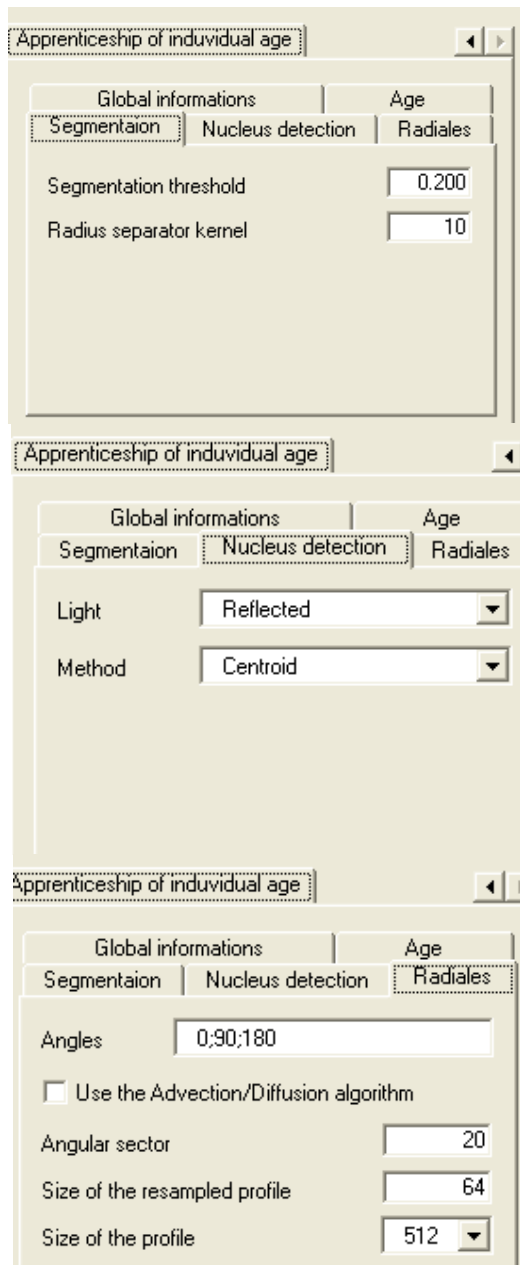 Apprenticeship of induvidual age
Global informations Age
Segmentaion Nucleus detection Radiales
Segmentation threshold 0.200
Radius separator kernel 10
Apprenticeship of induvidual age
Global informations Age
Segmentaion Nucleus detection Radiales
Light Reflected
Method Centroid
Apprenticeship of induvidual age
Global informations Age
Segmentaion Nucleus detection Radiales
Angles 0;90;180
Use the Advection/Diffusion algorithm
Angular sector 20
Size of the resampled profile 64
Size of the profile 512